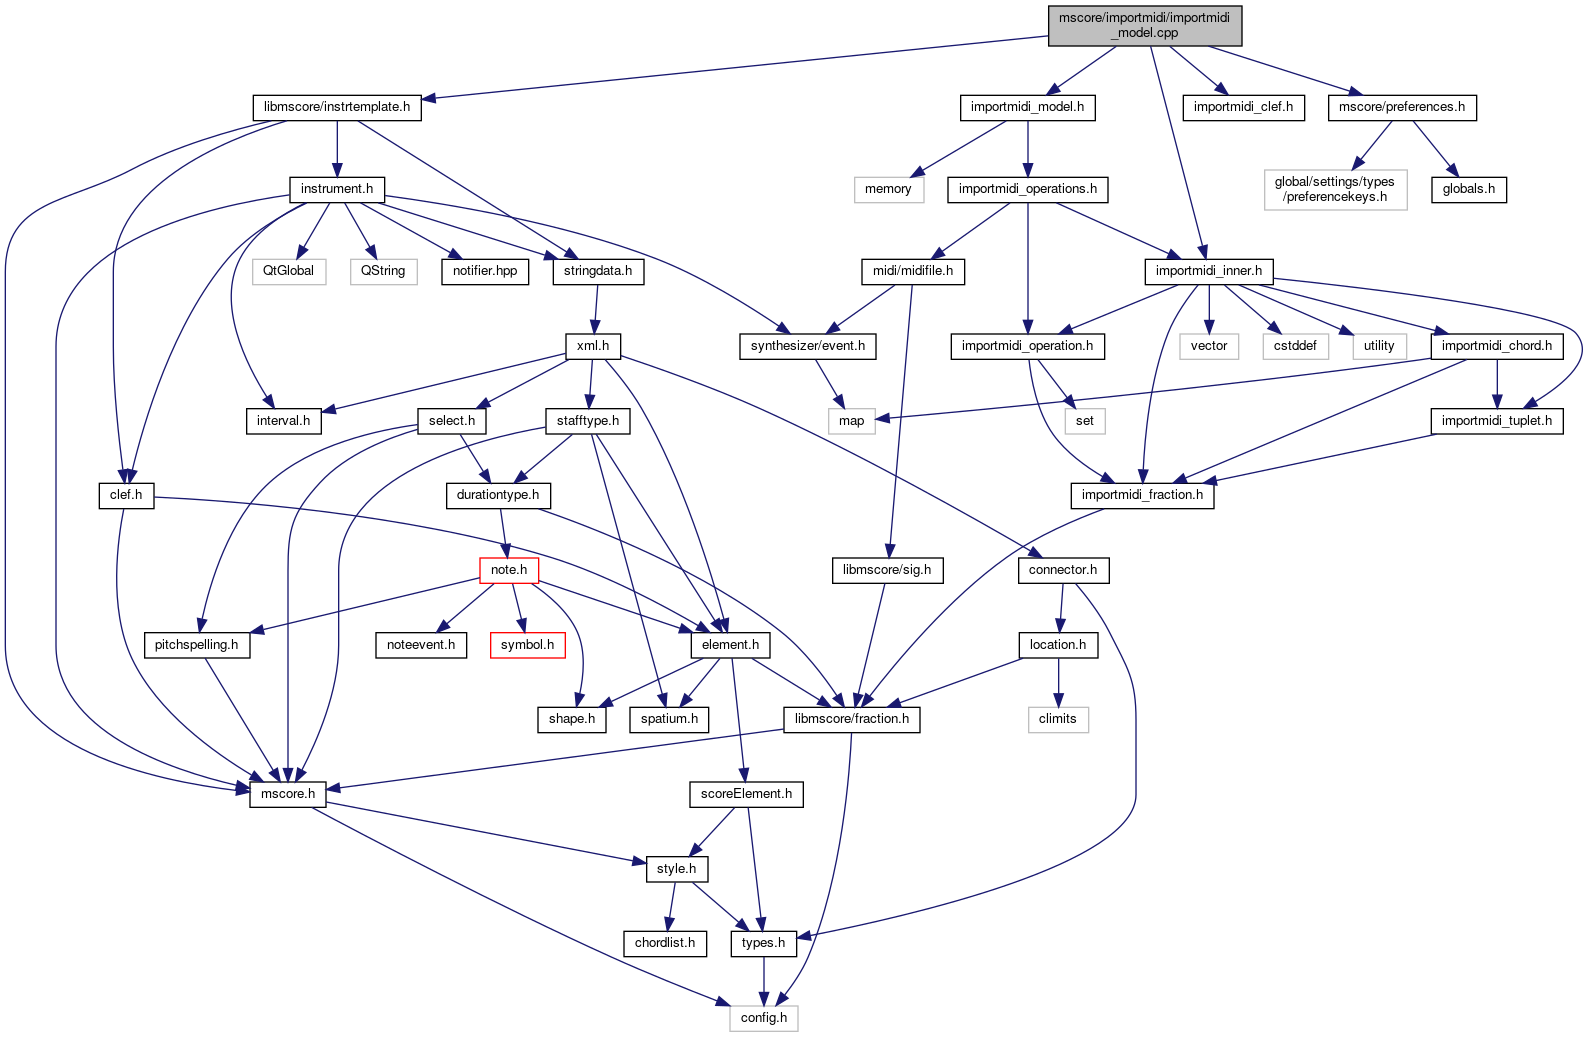 mscore/importmidi/importmidi
_model.cpp
libmscore/instrtemplate.h
importmidi_model.h
importmidi_clef.h
mscore/preferences.h
instrument.h
memory
importmidi_operations.h
global/settings/types
/preferencekeys.h
globals.h
QtGlobal
QString
notifier.hpp
stringdata.h
midi/midifile.h
importmidi_inner.h
xml.h
synthesizer/event.h
importmidi_operation.h
vector
cstddef
utility
importmidi_chord.h
interval.h
select.h
stafftype.h
map
set
importmidi_tuplet.h
clef.h
durationtype.h
importmidi_fraction.h
note.h
libmscore/sig.h
connector.h
pitchspelling.h
noteevent.h
symbol.h
element.h
location.h
shape.h
spatium.h
libmscore/fraction.h
climits
mscore.h
scoreElement.h
style.h
chordlist.h
types.h
config.h